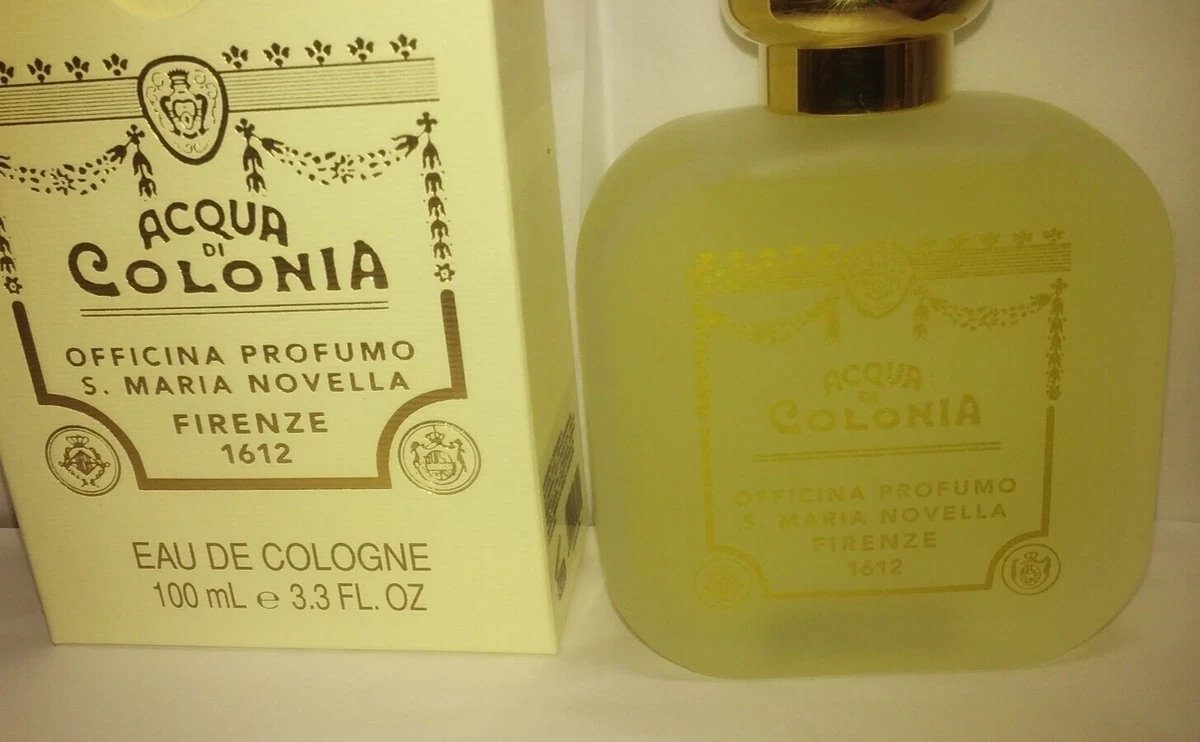 ACQUA
DI
COLONIA
OFFICINA PROFUMO
S. MARIA NOVELLA
FIRENZE
1612
EAU DE COLOGNE
100 mL ℮ 3.3 FL. OZ
ACQUA
DI
COLONIA
OFFICINA PROFUMO
S. MARIA NOVELLA
FIRENZE
1612